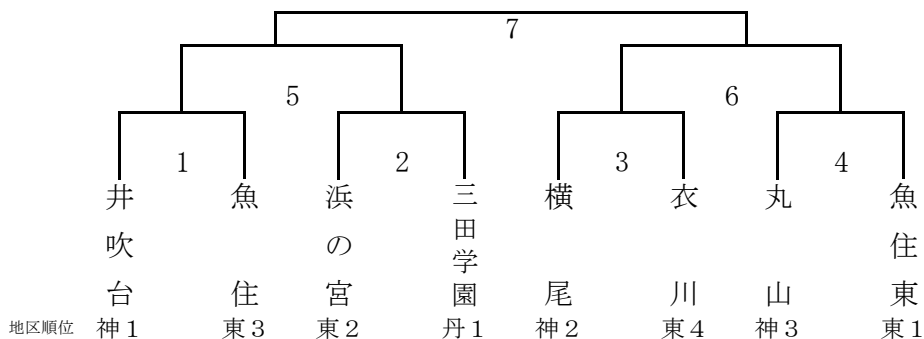 7
5
6
1
2
3
4
井吹台
魚住
浜の宮
三田学園
横尾
衣川
丸山
魚住東
地区順位 神1 東3 東2 丹1 神2 東4 神3 東1